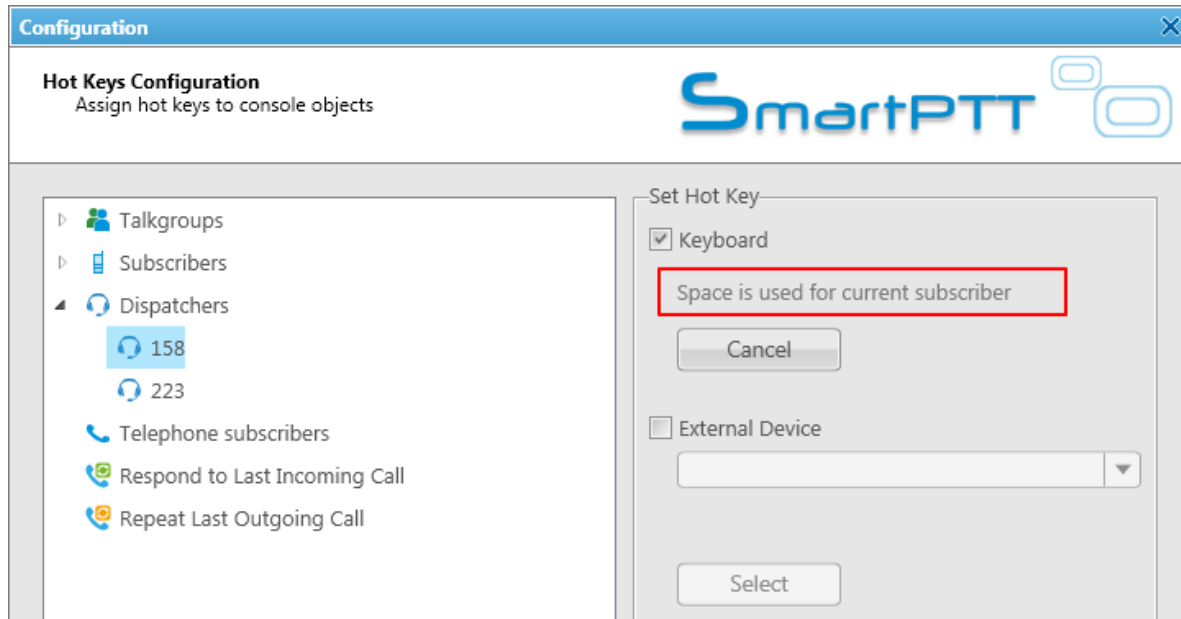 Configuration
Hot Keys Configuration
Assign hot keys to console objects
SmartPTT
Talkgroups
Subscribers
Dispatchers
158
223
Telephone subscribers
Respond to Last Incoming Call
Repeat Last Outgoing Call
Set Hot Key
Keyboard
Space is used for current subscriber
Cancel
External Device
Select